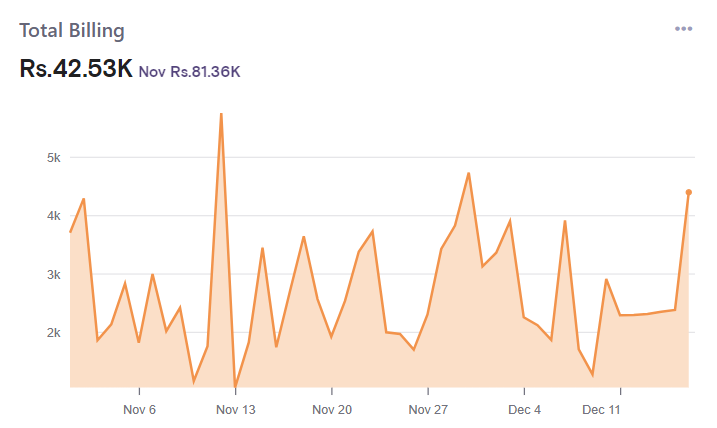 Total Billing
Rs.42.53K Nov Rs.81.36K
5k
4k
3k
2k
Nov 6 Nov 13 Nov 20 Nov 27 Dec 4 Dec 11